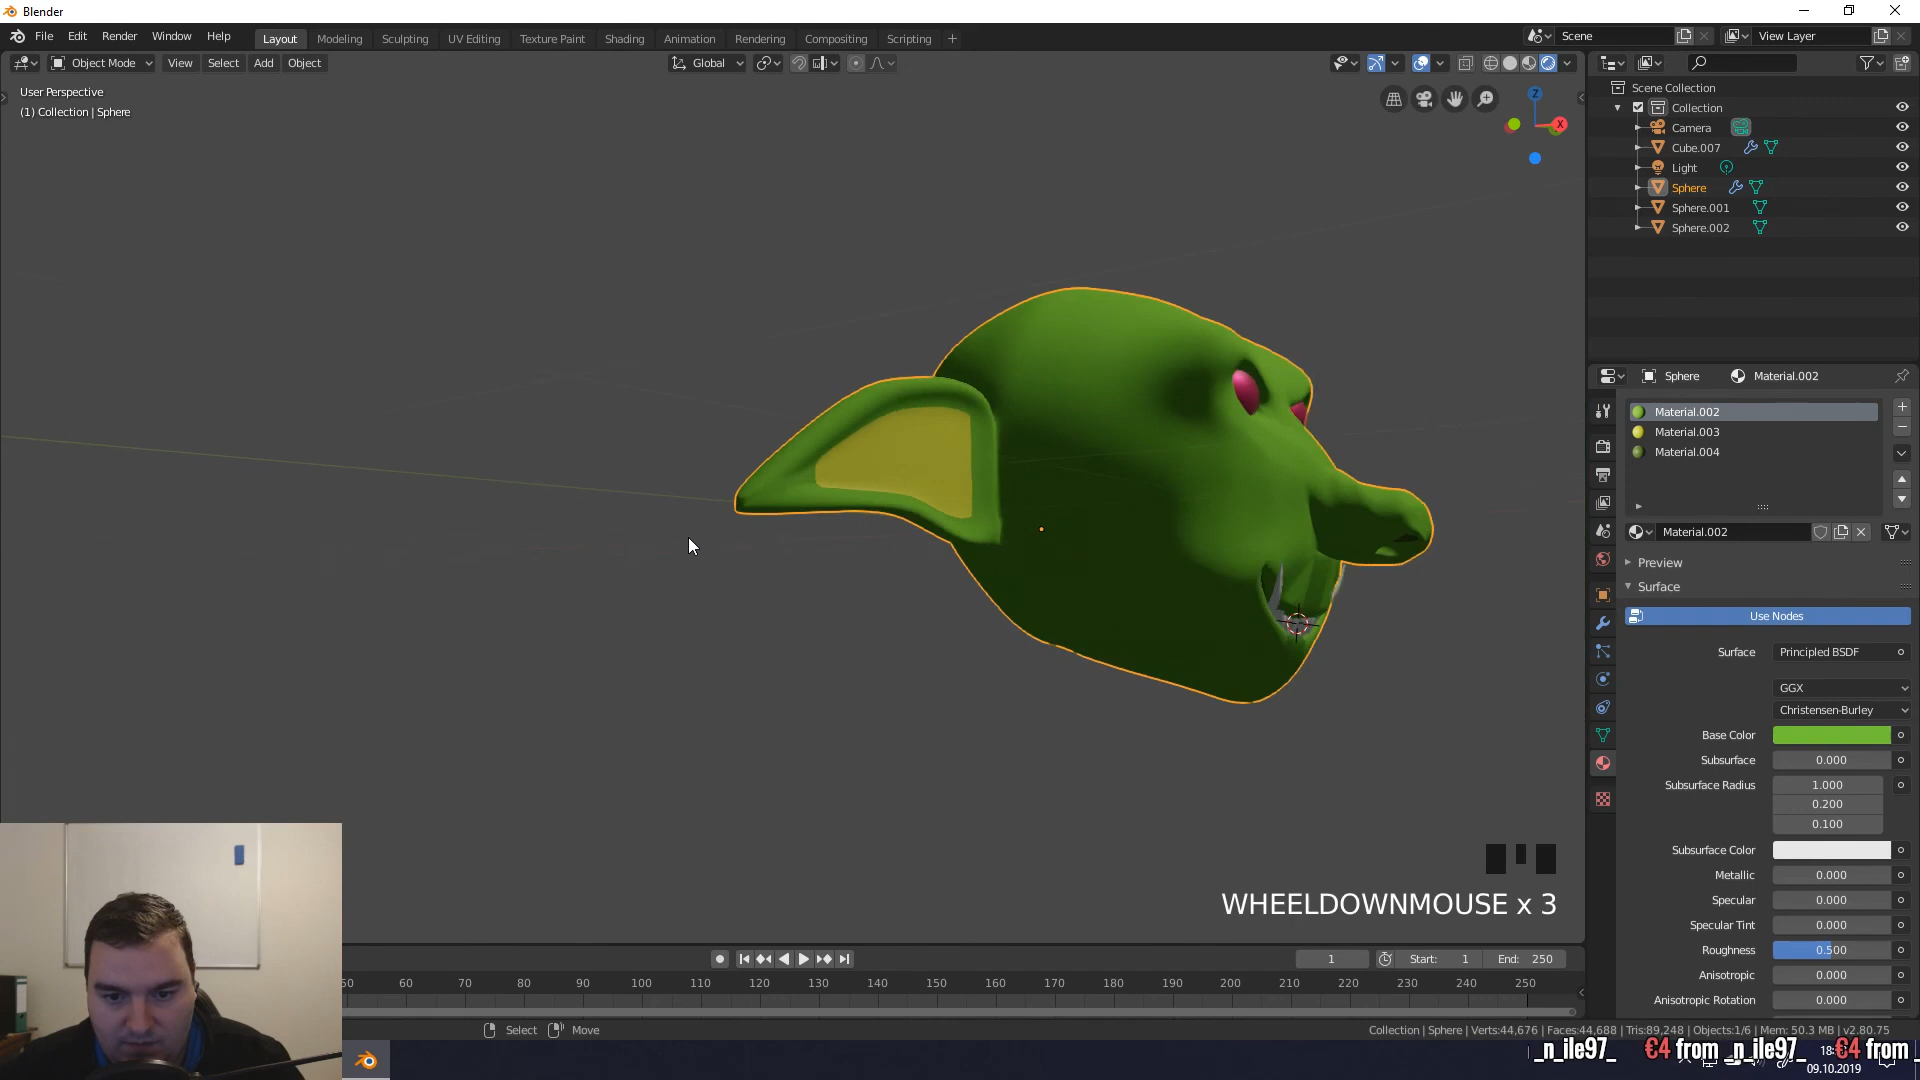 Blender
File Edit Render Window Help
Layout Modeling Sculpting UV Editing Texture Paint Shading Animation Rendering Compositing Scripting +
Scene
View Layer
Object Mode View Select Add Object
Global
User Perspective
(1) Collection | Sphere
Z
X
Scene Collection
Collection
Camera
Cube.007
Light
Sphere
Sphere.001
Sphere.002
Sphere Material.002
Material.002
Material.003
Material.004
Material.002
Preview
Surface
Use Nodes
Surface Principled BSDF
GGX
Christensen-Burley
Base Color
Subsurface 0.000
Subsurface Radius 1.000
0.200
0.100
Subsurface Color
Metallic 0.000
Specular 0.000
Specular Tint 0.000
Roughness 0.500
Anisotropic 0.000
Anisotropic Rotation 0.000
WHEELDOWNMOUSE x 3
1 Start: 1 End: 250
50 60 70 80 90 100 110 120 130 140 150 160 170 180 190 200 210 220 230 240 250
Select Move
Collection | Sphere | Verts:44,676 | Faces:44,688 | Tris:89,248 | Objects:1/6 | Mem: 50.3 MB | v2.80.75
_n_ile97_ €4 from _n_ile97_ €4 from
09.10.2019